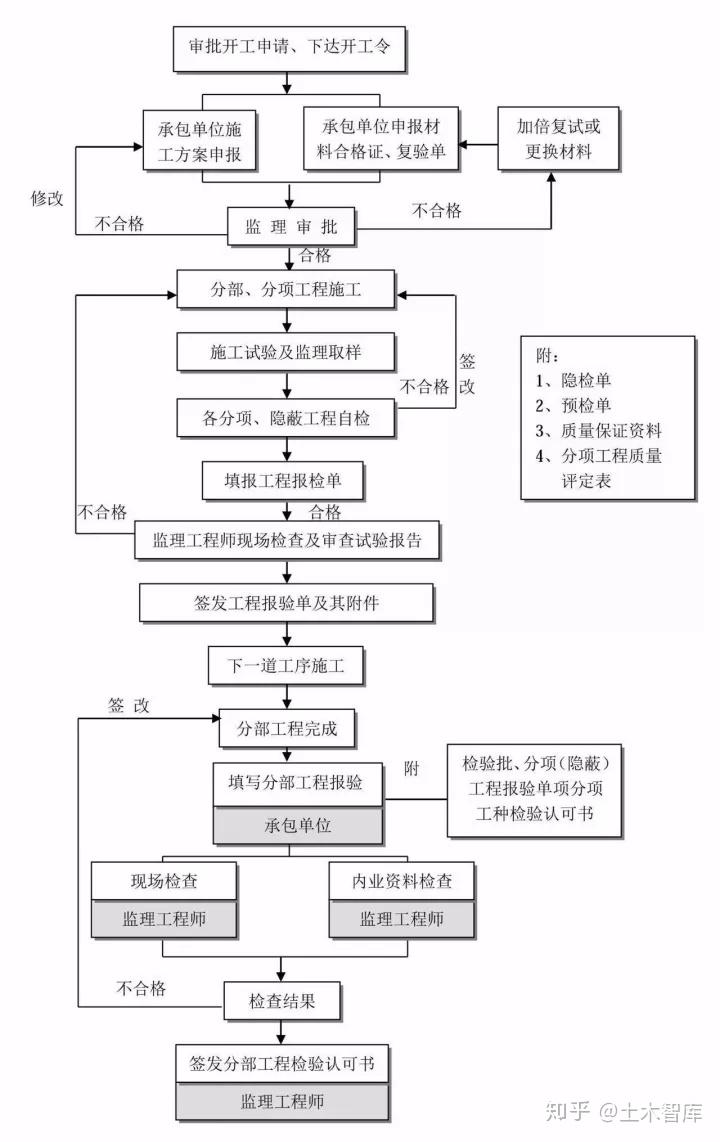 审批开工申请、下达开工令
承包单位施
工方案申报
承包单位申报材
料合格证、复验单
加倍复试或
更换材料
修改
不合格
监 理 审 批
不合格
合格
分部、分项工程施工
施工试验及监理取样
签
改
不合格
各分项、隐蔽工程自检
附：
1、隐检单
2、预检单
3、质量保证资料
4、分项工程质量
评定表
填报工程报检单
不合格
合格
监理工程师现场检查及审查试验报告
签发工程报验单及其附件
下一道工序施工
签 改
分部工程完成
填写分部工程报验
承包单位
附
检验批、分项（隐蔽）
工程报验单项分项
工种检验认可书
现场检查
监理工程师
内业资料检查
监理工程师
不合格
检查结果
签发分部工程检验认可书
监理工程师
知乎 @土木智库